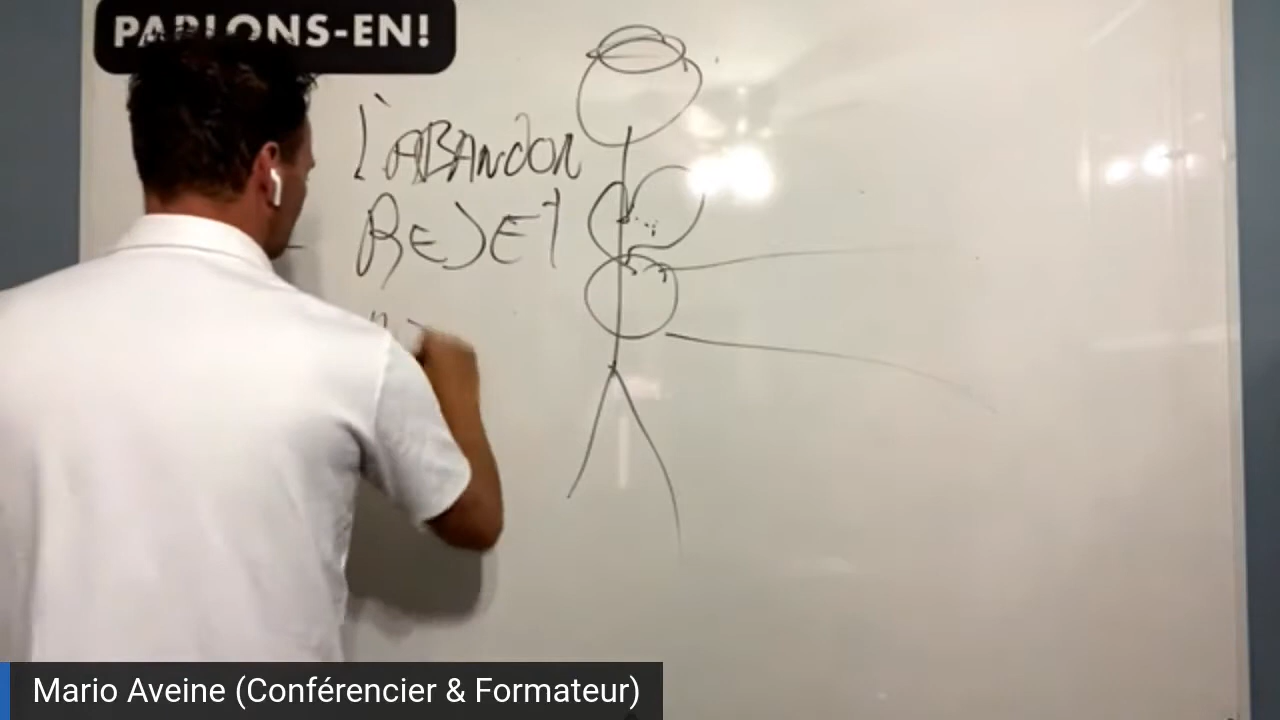 PARLONS-EN!
L'ABANDON
REJET
Mario Aveine (Conférencier & Formateur)